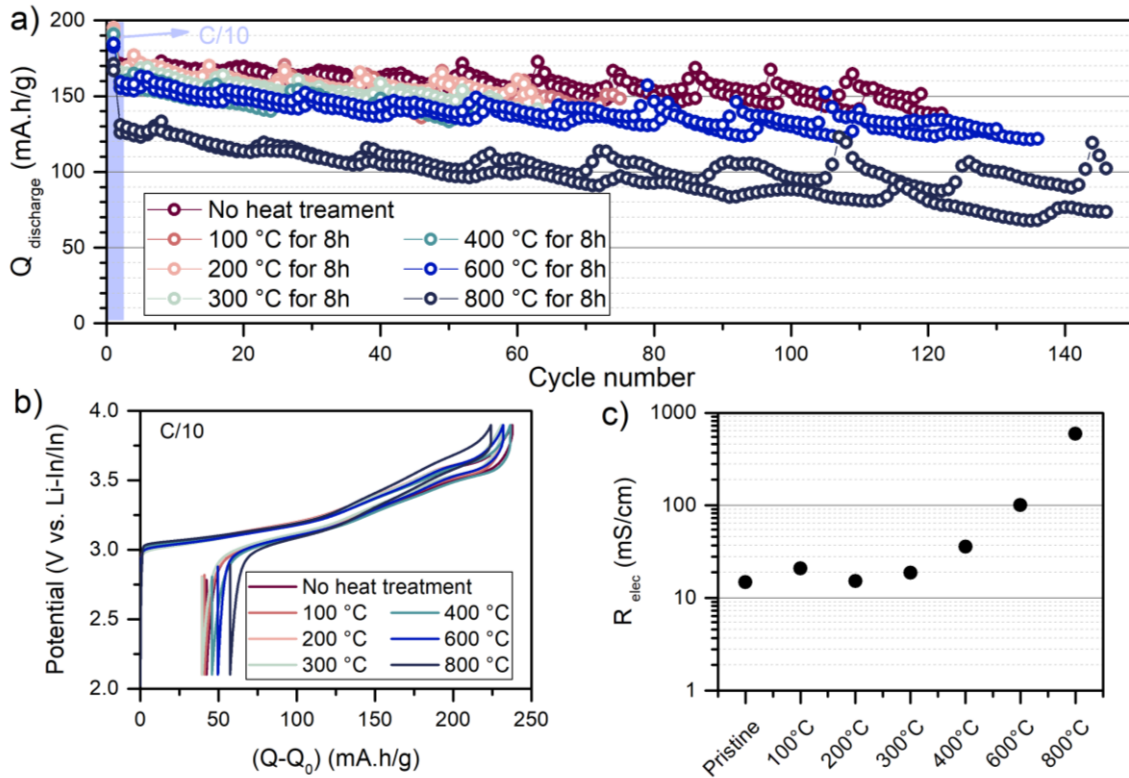 a)
200
150
100
50
0
Q discharge (mA.h/g)
C/10
No heat treament
100 °C for 8h
200 °C for 8h
300 °C for 8h
400 °C for 8h
600 °C for 8h
800 °C for 8h
0 20 40 60 80 100 120 140
Cycle number
b)
C/10
4.0
3.5
3.0
2.5
2.0
Potential (V vs. Li-In/In)
No heat treatment
100 °C
200 °C
300 °C
400 °C
600 °C
800 °C
0 50 100 150 200 250
(Q-Q₀) (mA.h/g)
c)
1000
100
10
1
R elec (mS/cm)
Pristine 100°C 200°C 300°C 400°C 600°C 800°C